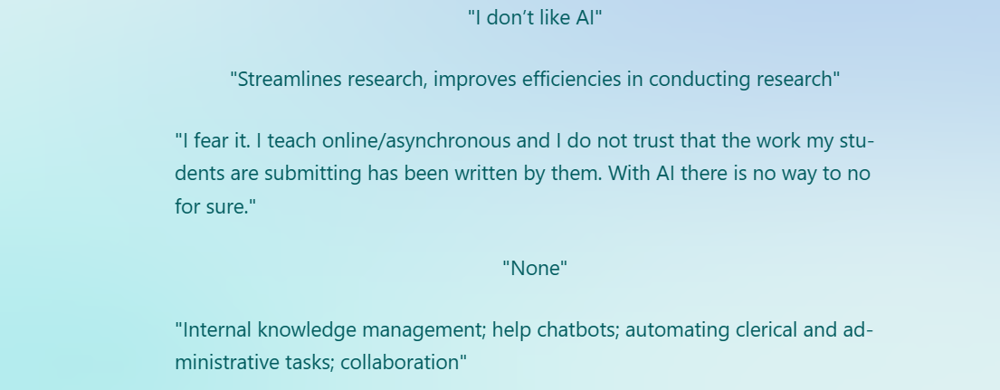 "I don’t like AI"
"Streamlines research, improves efficiencies in conducting research"
"I fear it. I teach online/asynchronous and I do not trust that the work my stu-
dents are submitting has been written by them. With AI there is no way to no
for sure."
"None"
"Internal knowledge management; help chatbots; automating clerical and ad-
ministrative tasks; collaboration"